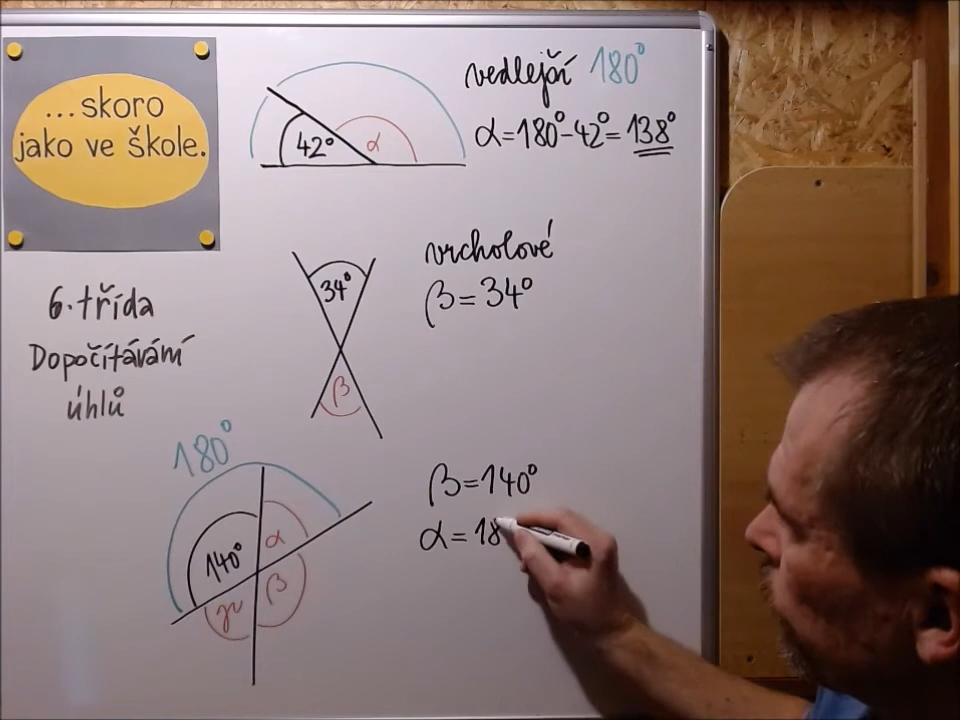 ...skoro
jako ve škole.
6. třída
Dopočítávání
úhlů
42°
α
vedlejší 180°
α=180°-42°=138°
34°
β
vrcholové
β=34°
180°
140°
α
β
γ
β=140°
α=18